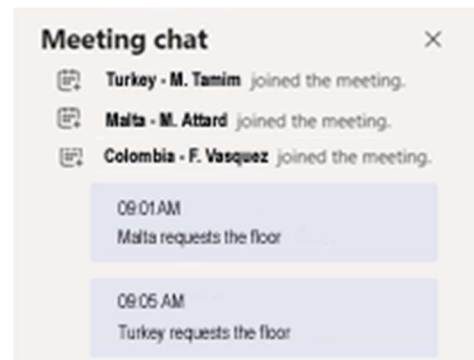 Meeting chat
Turkey - M. Tamim joined the meeting.
Malta - M. Attard joined the meeting.
Colombia - F. Vasquez joined the meeting.
09:01 AM
Malta requests the floor
09:05 AM
Turkey requests the floor